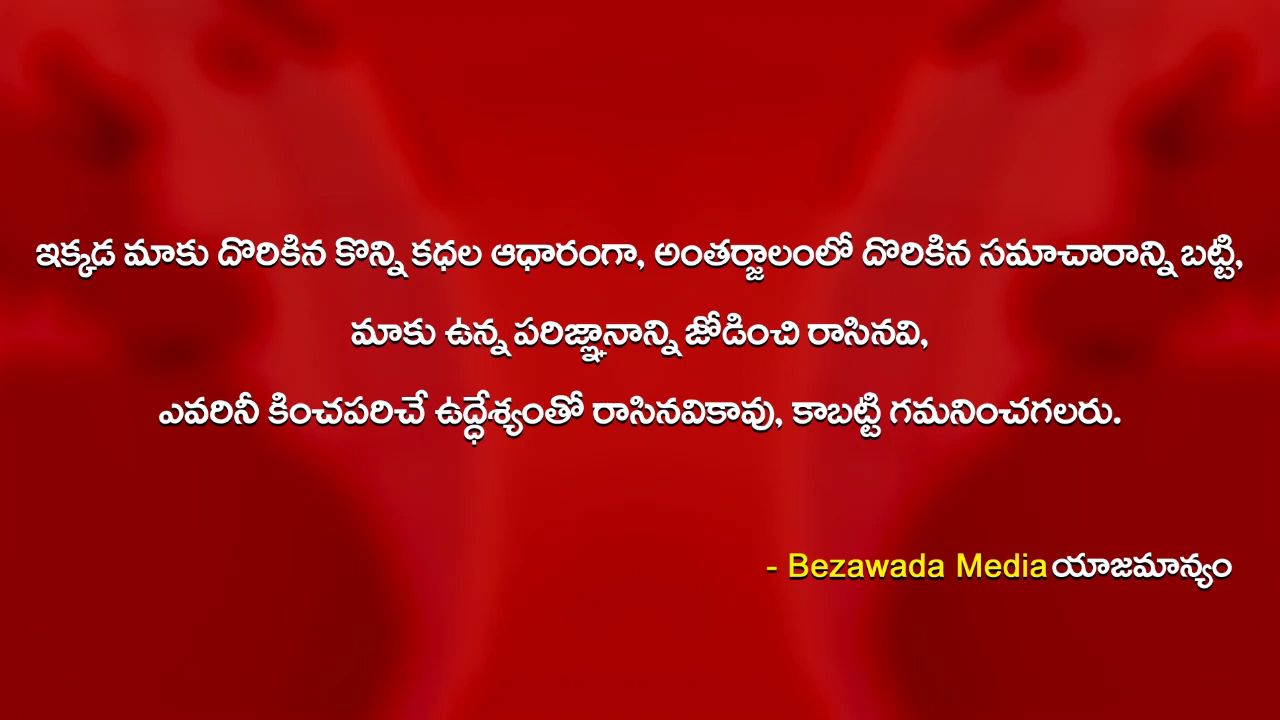 ఇక్కడ మాకు దొరికిన కొన్ని కధల ఆధారంగా, అంతర్జాలంలో దొరికిన సమాచారాన్ని బట్టి,
మాకు ఉన్న పరిజ్ఞానాన్ని జోడించి రాసినవి,
ఎవరినీ కించపరిచే ఉద్ధేశ్యంతో రాసినవికావు, కాబట్టి గమనించగలరు.
- Bezawada Media యాజమాన్యం